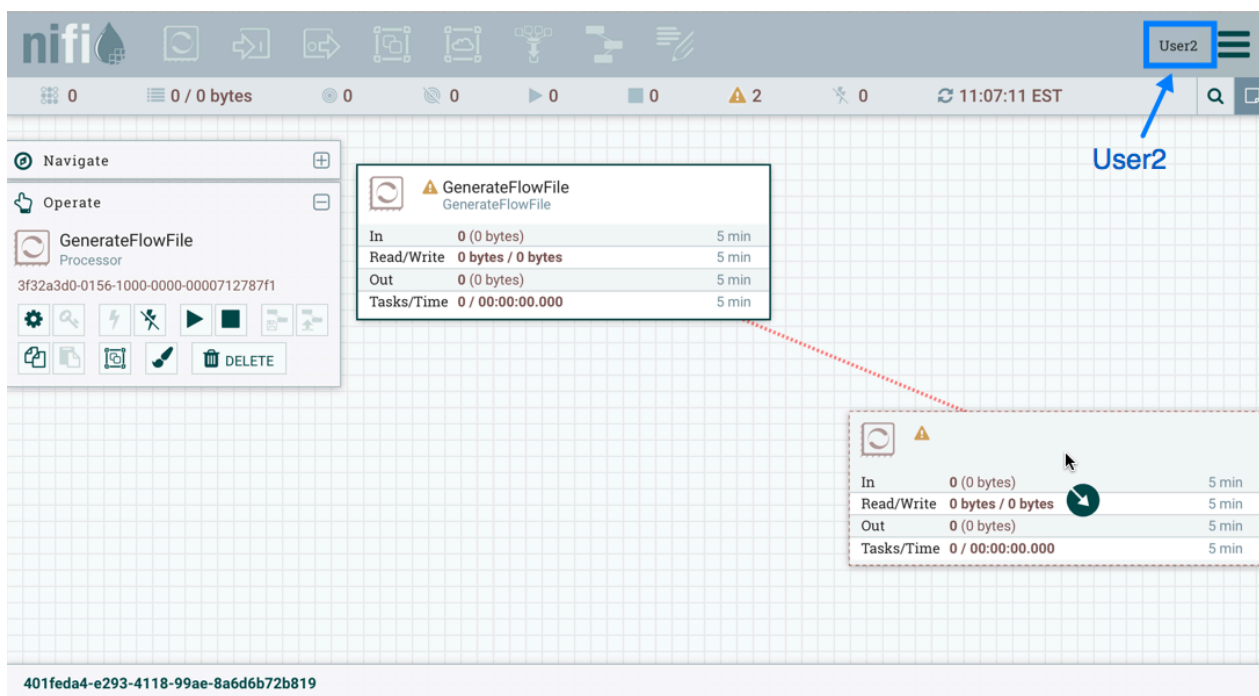 nifi
User2
0
0 / 0 bytes
0
0
0
0
2
0
11:07:11 EST
User2
Navigate
Operate
GenerateFlowFile
Processor
3f32a3d0-0156-1000-0000-0000712787f1
DELETE
GenerateFlowFile
GenerateFlowFile
In 0 (0 bytes) 5 min
Read/Write 0 bytes / 0 bytes 5 min
Out 0 (0 bytes) 5 min
Tasks/Time 0 / 00:00:00.000 5 min
In 0 (0 bytes) 5 min
Read/Write 0 bytes / 0 bytes 5 min
Out 0 (0 bytes) 5 min
Tasks/Time 0 / 00:00:00.000 5 min
401feda4-e293-4118-99ae-8a6d6b72b819